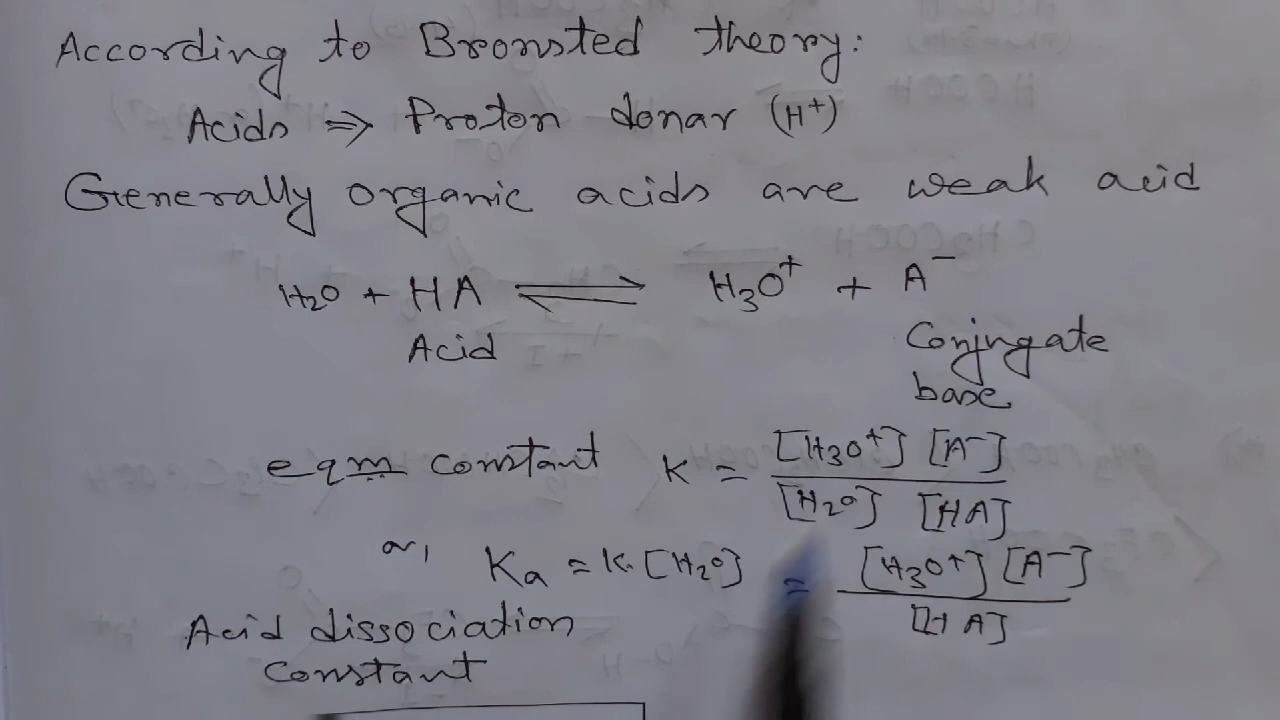 According to Bronsted theory:
Acids ⇒ Proton donar (H⁺)
Generally organic acids are weak acid
H₂O + HA ⇌ H₃O⁺ + A⁻
Acid Conjugate
base
eqm constant K = [H₃O⁺] [A⁻] / [H₂O] [HA]
or, Ka = K. [H₂O] = [H₃O⁺] [A⁻] / [HA]
Acid dissociation
Constant